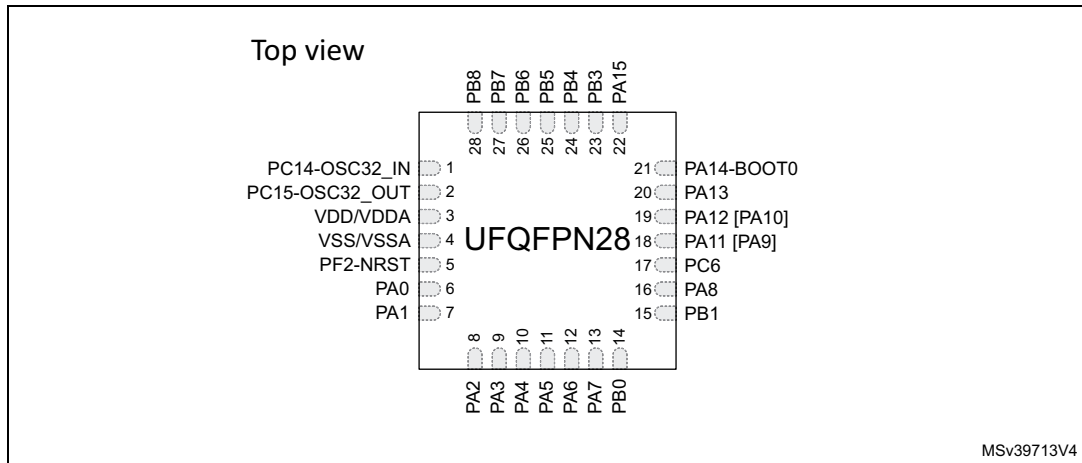 Top view
PB8
PB7
PB6
PB5
PB4
PB3
PA15
28
27
26
25
24
23
22
PC14-OSC32_IN 1
PC15-OSC32_OUT 2
VDD/VDDA 3
VSS/VSSA 4
PF2-NRST 5
PA0 6
PA1 7
UFQFPN28
21 PA14-BOOT0
20 PA13
19 PA12 [PA10]
18 PA11 [PA9]
17 PC6
16 PA8
15 PB1
8
9
10
11
12
13
14
PA2
PA3
PA4
PA5
PA6
PA7
PB0
MSv39713V4